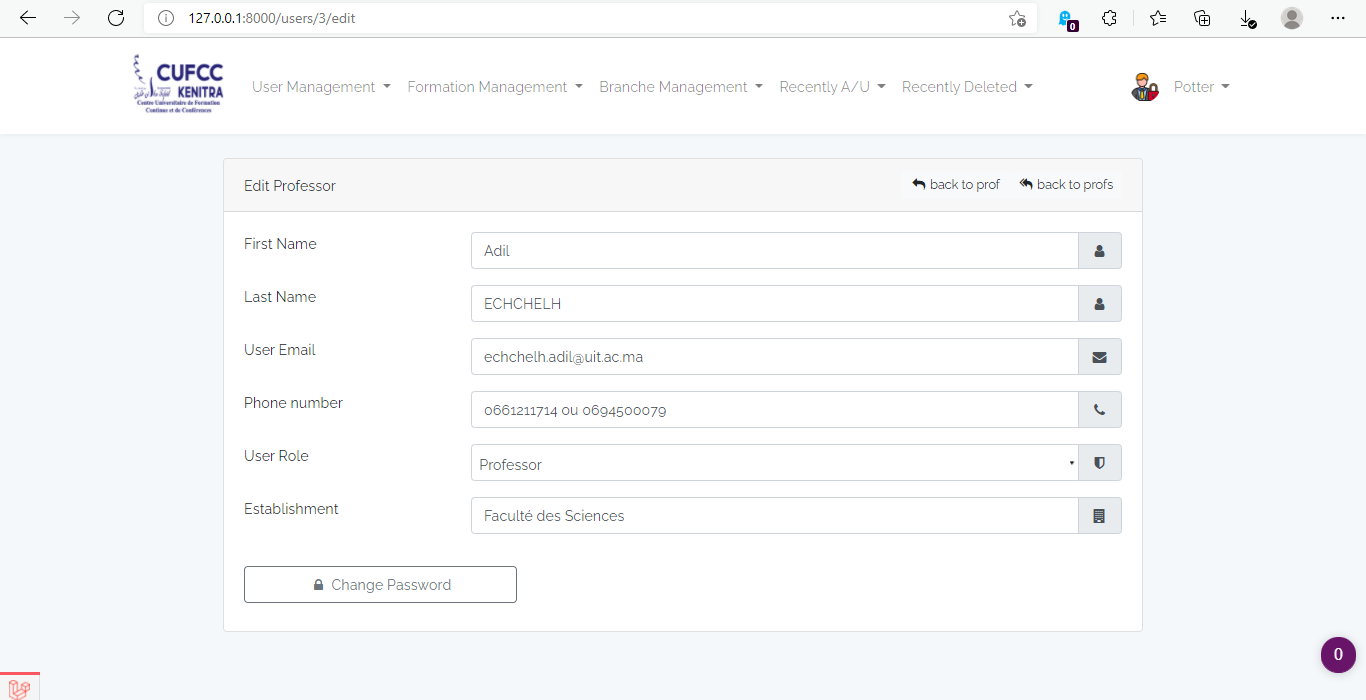 127.0.0.1:8000/users/3/edit
0
CUFCC
KENITRA
Centre Universitaire de Formation
Continue et de Conférences
User Management
Formation Management
Branche Management
Recently A/U
Recently Deleted
Potter
Edit Professor
back to prof
back to profs
First Name
Adil
Last Name
ECHCHELH
User Email
echchelh.adil@uit.ac.ma
Phone number
0661211714 ou 0694500079
User Role
Professor
Establishment
Faculté des Sciences
Change Password
0